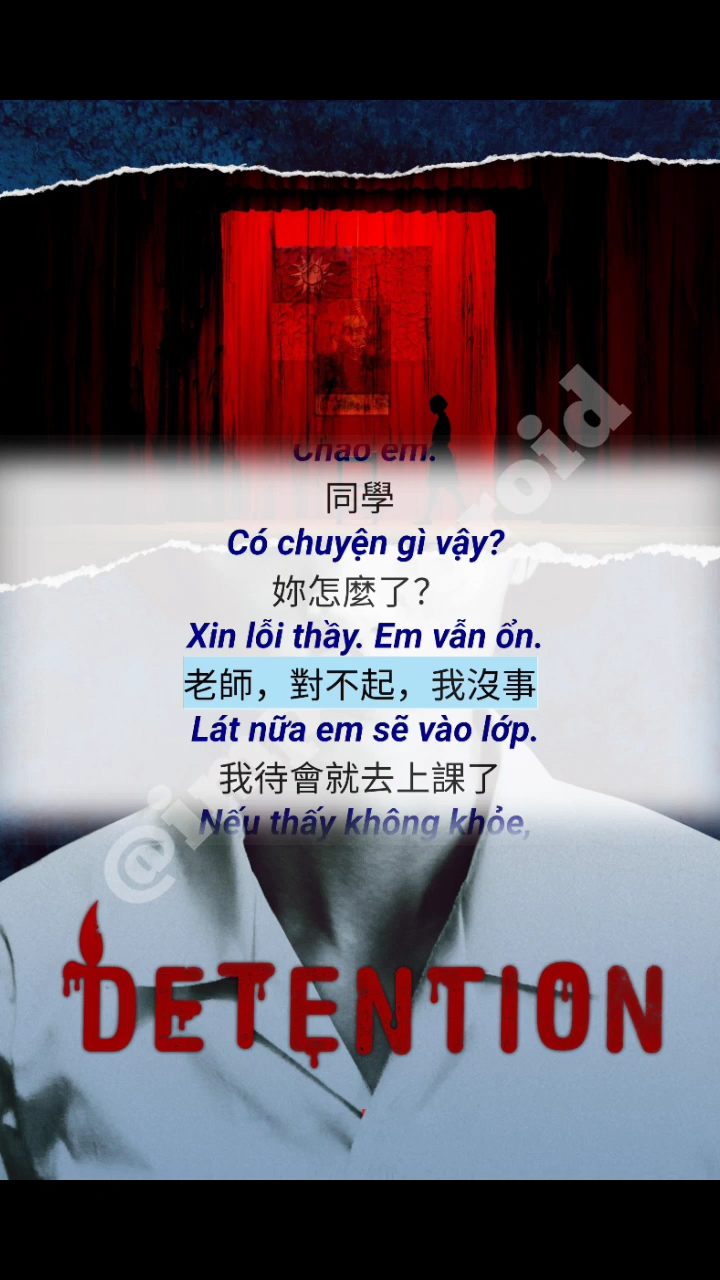 Chào em.
同學
Có chuyện gì vậy?
妳怎麼了？
Xin lỗi thầy. Em vẫn ổn.
老師，對不起，我沒事
Lát nữa em sẽ vào lớp.
我待會就去上課了
Nếu thấy không khỏe,
DETENTION